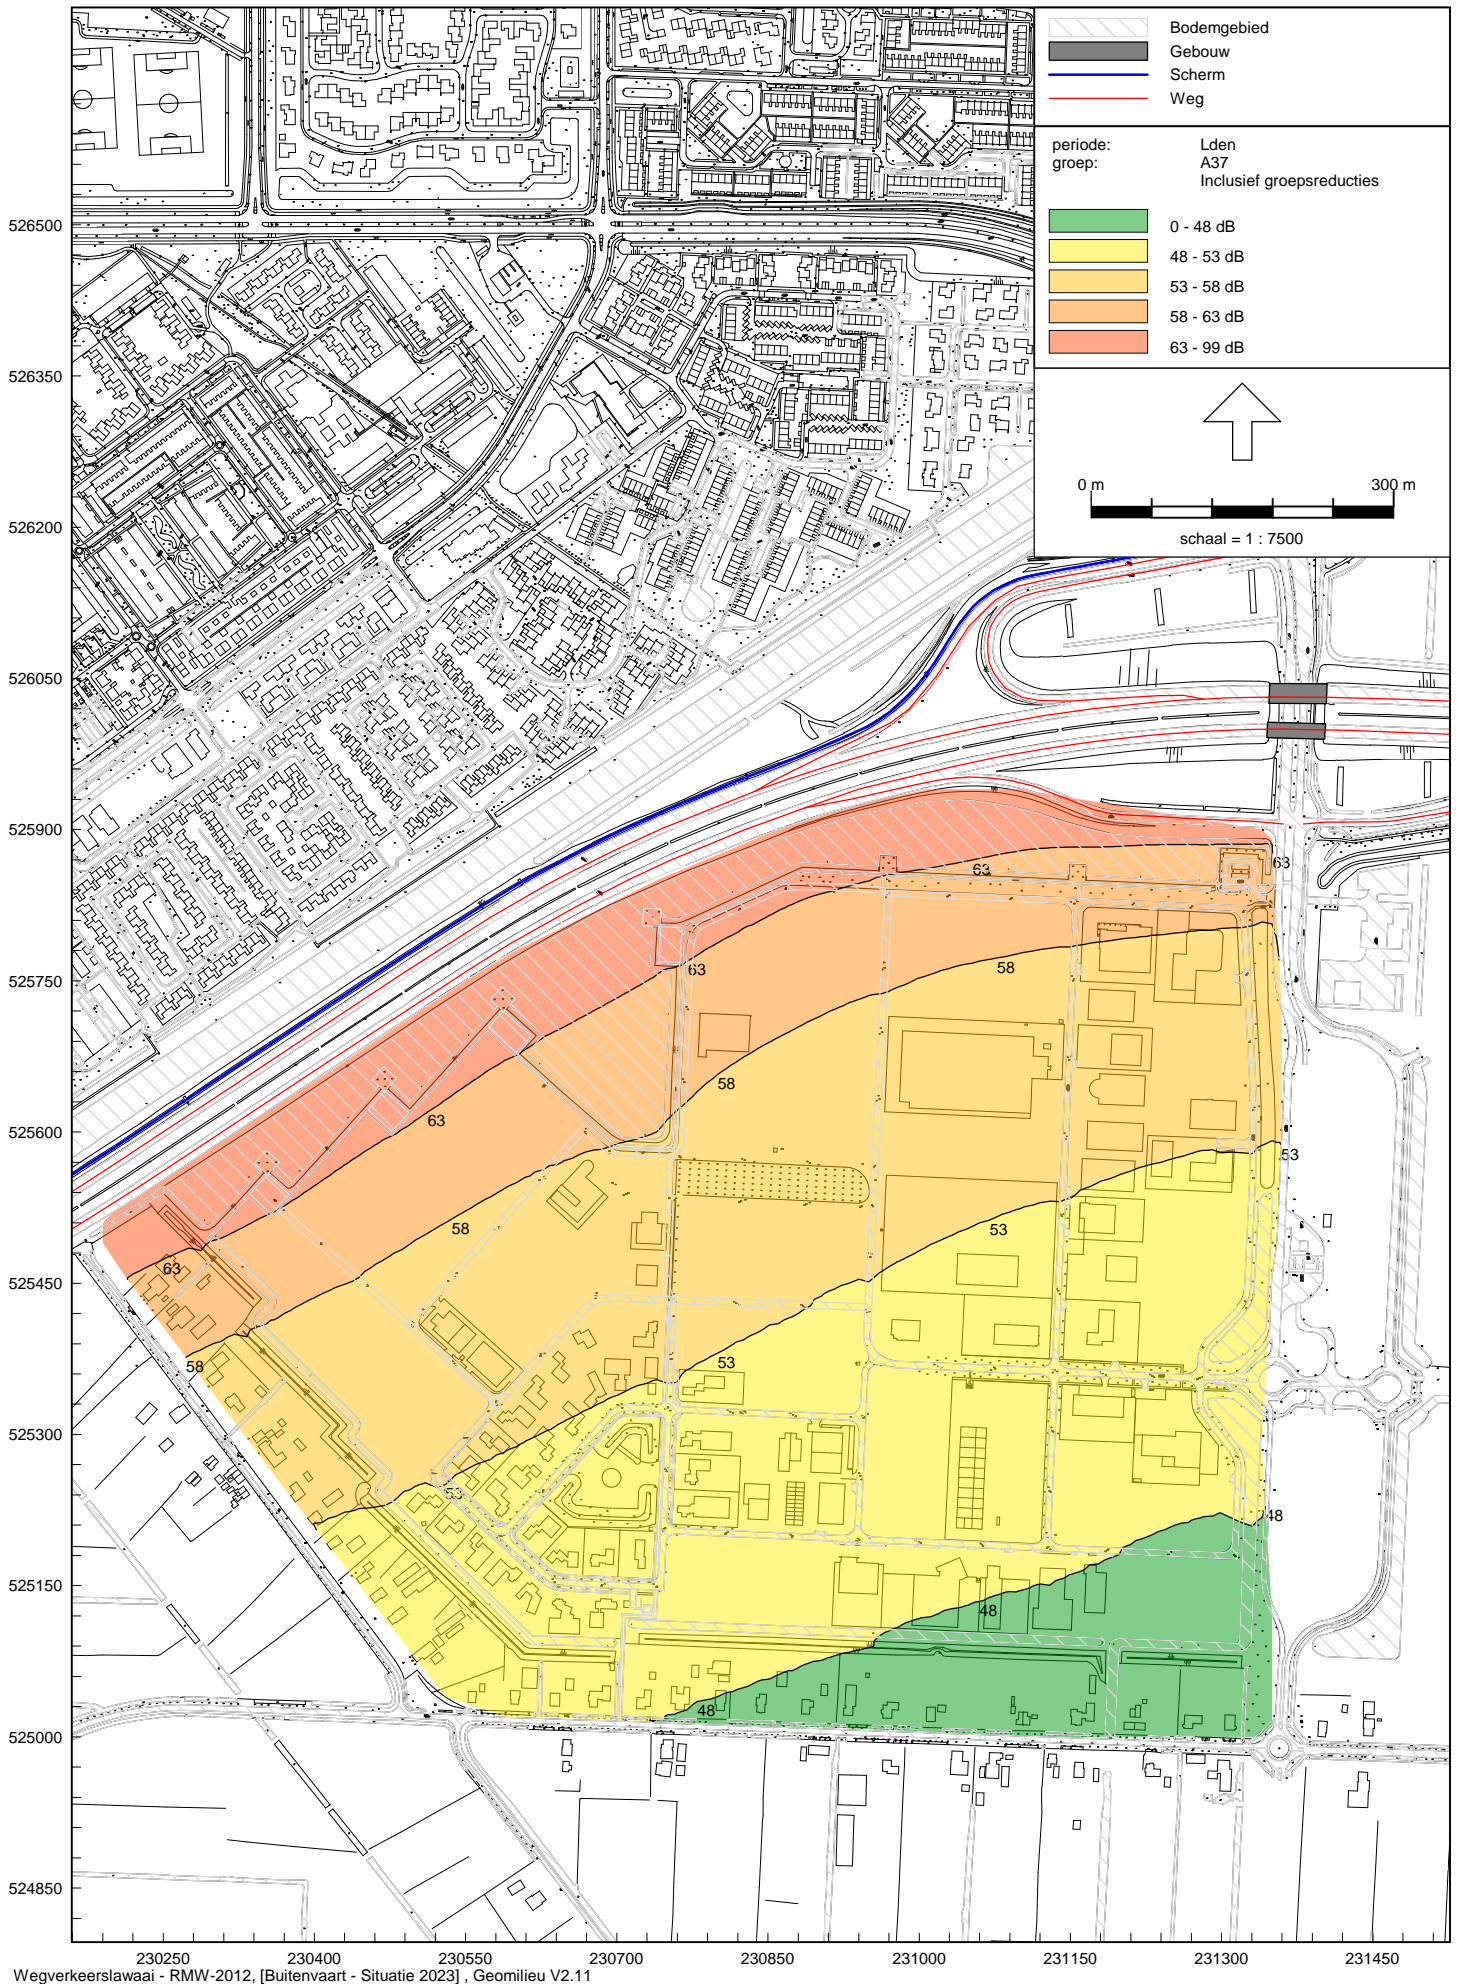 Bodemgebied
Gebouw
Scherm
Weg
periode: Lden
groep: A37
Inclusief groepsreducties
0 - 48 dB
48 - 53 dB
53 - 58 dB
58 - 63 dB
63 - 99 dB
0 m 300 m
schaal = 1 : 7500
526500
526350
526200
526050
525900
525750
525600
525450
525300
525150
525000
524850
63
63
63
58
58
63
53
58
53
63
58
53
53
48
48
48
230250 230400 230550 230700 230850 231000 231150 231300 231450
Wegverkeerslawaai - RMW-2012, [Buitenvaart - Situatie 2023] , Geomilieu V2.11